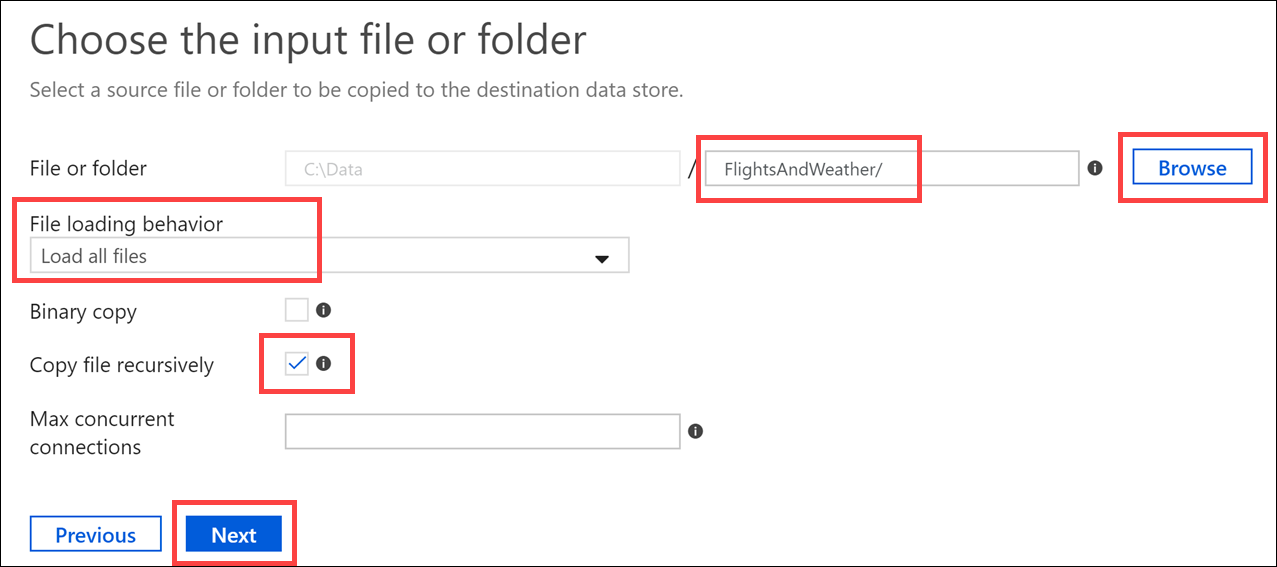 Choose the input file or folder
Select a source file or folder to be copied to the destination data store.
File or folder C:\Data / FlightsAndWeather/ Browse
File loading behavior
Load all files
Binary copy
Copy file recursively
Max concurrent
connections
Previous Next